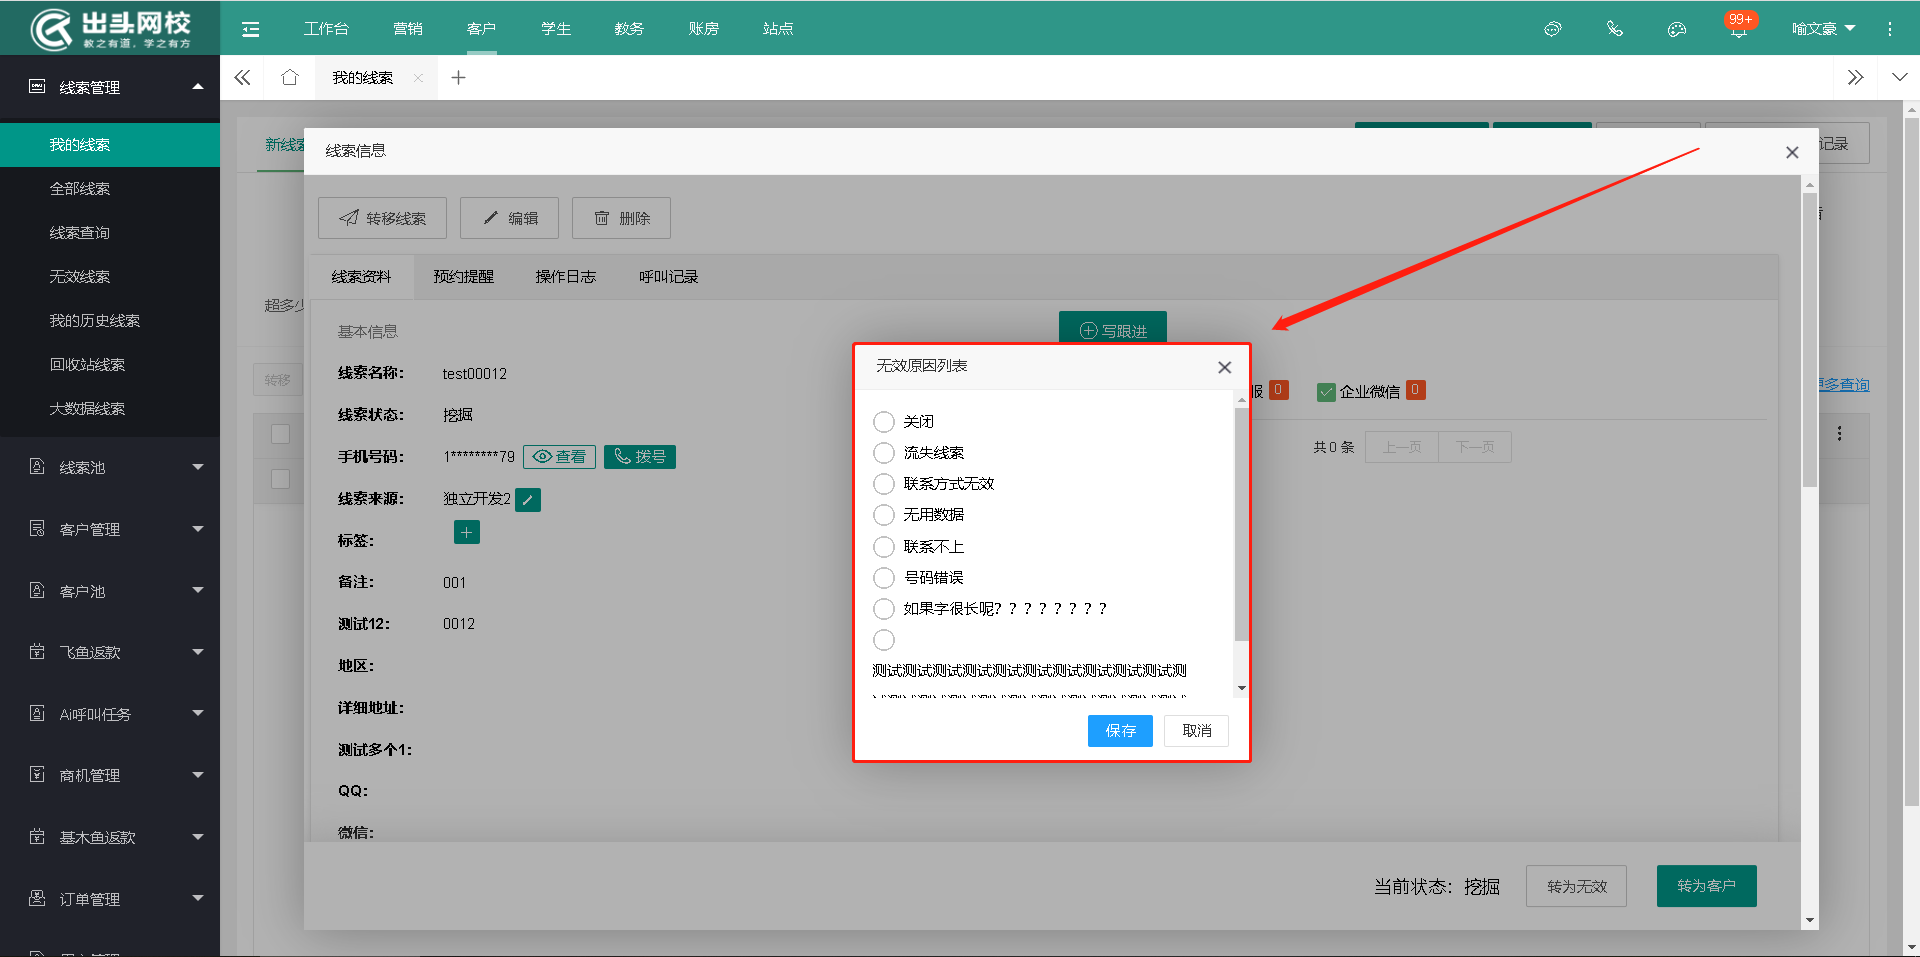 出头网校
教之有道，学之有方
工作台
营销
客户
学生
教务
账房
站点
99+
喻文豪
线索管理
我的线索
全部线索
线索查询
无效线索
我的历史线索
回收站线索
大数据线索
线索池
客户管理
客户池
飞鱼返款
Ai呼叫任务
商机管理
基木鱼返款
订单管理
我的线索
新线索
记录
超多少
转移
更多查询
线索信息
转移线索
编辑
删除
线索资料
预约提醒
操作日志
呼叫记录
基本信息
写跟进
线索名称:
test00012
线索状态:
挖掘
手机号码:
1********79
查看
拨号
线索来源:
独立开发2
标签:
备注:
001
测试12:
0012
地区:
详细地址:
测试多个1:
QQ:
微信:
0
企业微信
0
共 0 条
上一页
下一页
无效原因列表
关闭
流失线索
联系方式无效
无用数据
联系不上
号码错误
如果字很长呢？？？？？？？？
测试测试测试测试测试测试测试测试测试测试测
保存
取消
当前状态:
挖掘
转为无效
转为客户